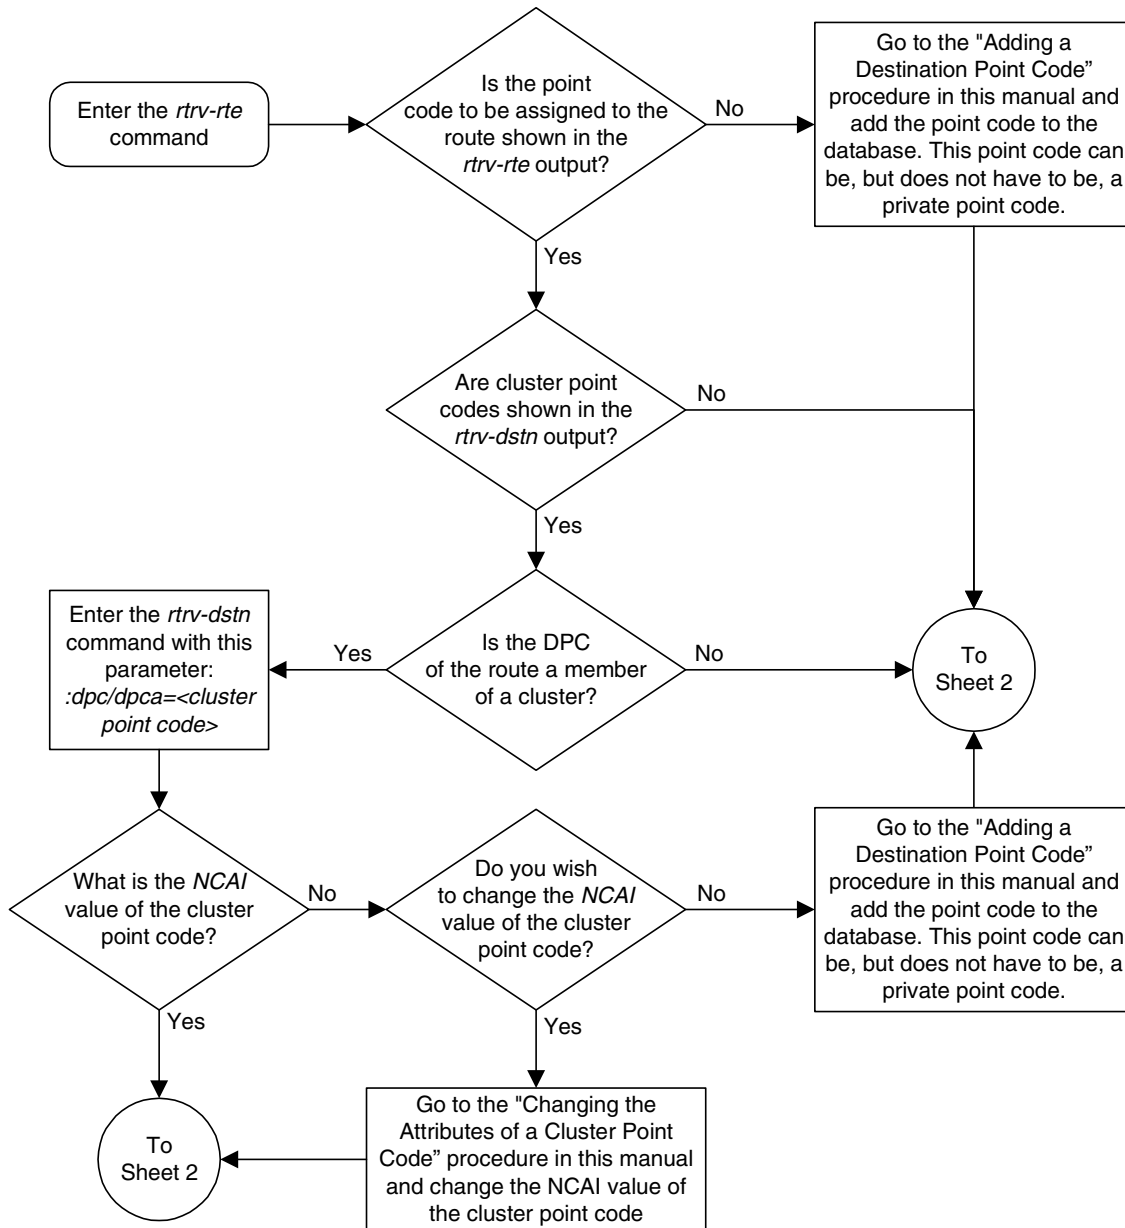 Enter the rtrv-rte
command
Is the point
code to be assigned to the
route shown in the
rtrv-rte output?
No
Go to the "Adding a
Destination Point Code”
procedure in this manual and
add the point code to the
database. This point code can
be, but does not have to be, a
private point code.
Yes
Are cluster point
codes shown in the
rtrv-dstn output?
No
Yes
Enter the rtrv-dstn
command with this
parameter:
:dpc/dpca=<cluster
point code>
Yes
Is the DPC
of the route a member
of a cluster?
No
To
Sheet 2
What is the NCAI
value of the cluster
point code?
No
Do you wish
to change the NCAI
value of the cluster
point code?
No
Go to the "Adding a
Destination Point Code”
procedure in this manual and
add the point code to the
database. This point code can
be, but does not have to be, a
private point code.
Yes
Yes
To
Sheet 2
Go to the "Changing the
Attributes of a Cluster Point
Code” procedure in this manual
and change the NCAI value of
the cluster point code